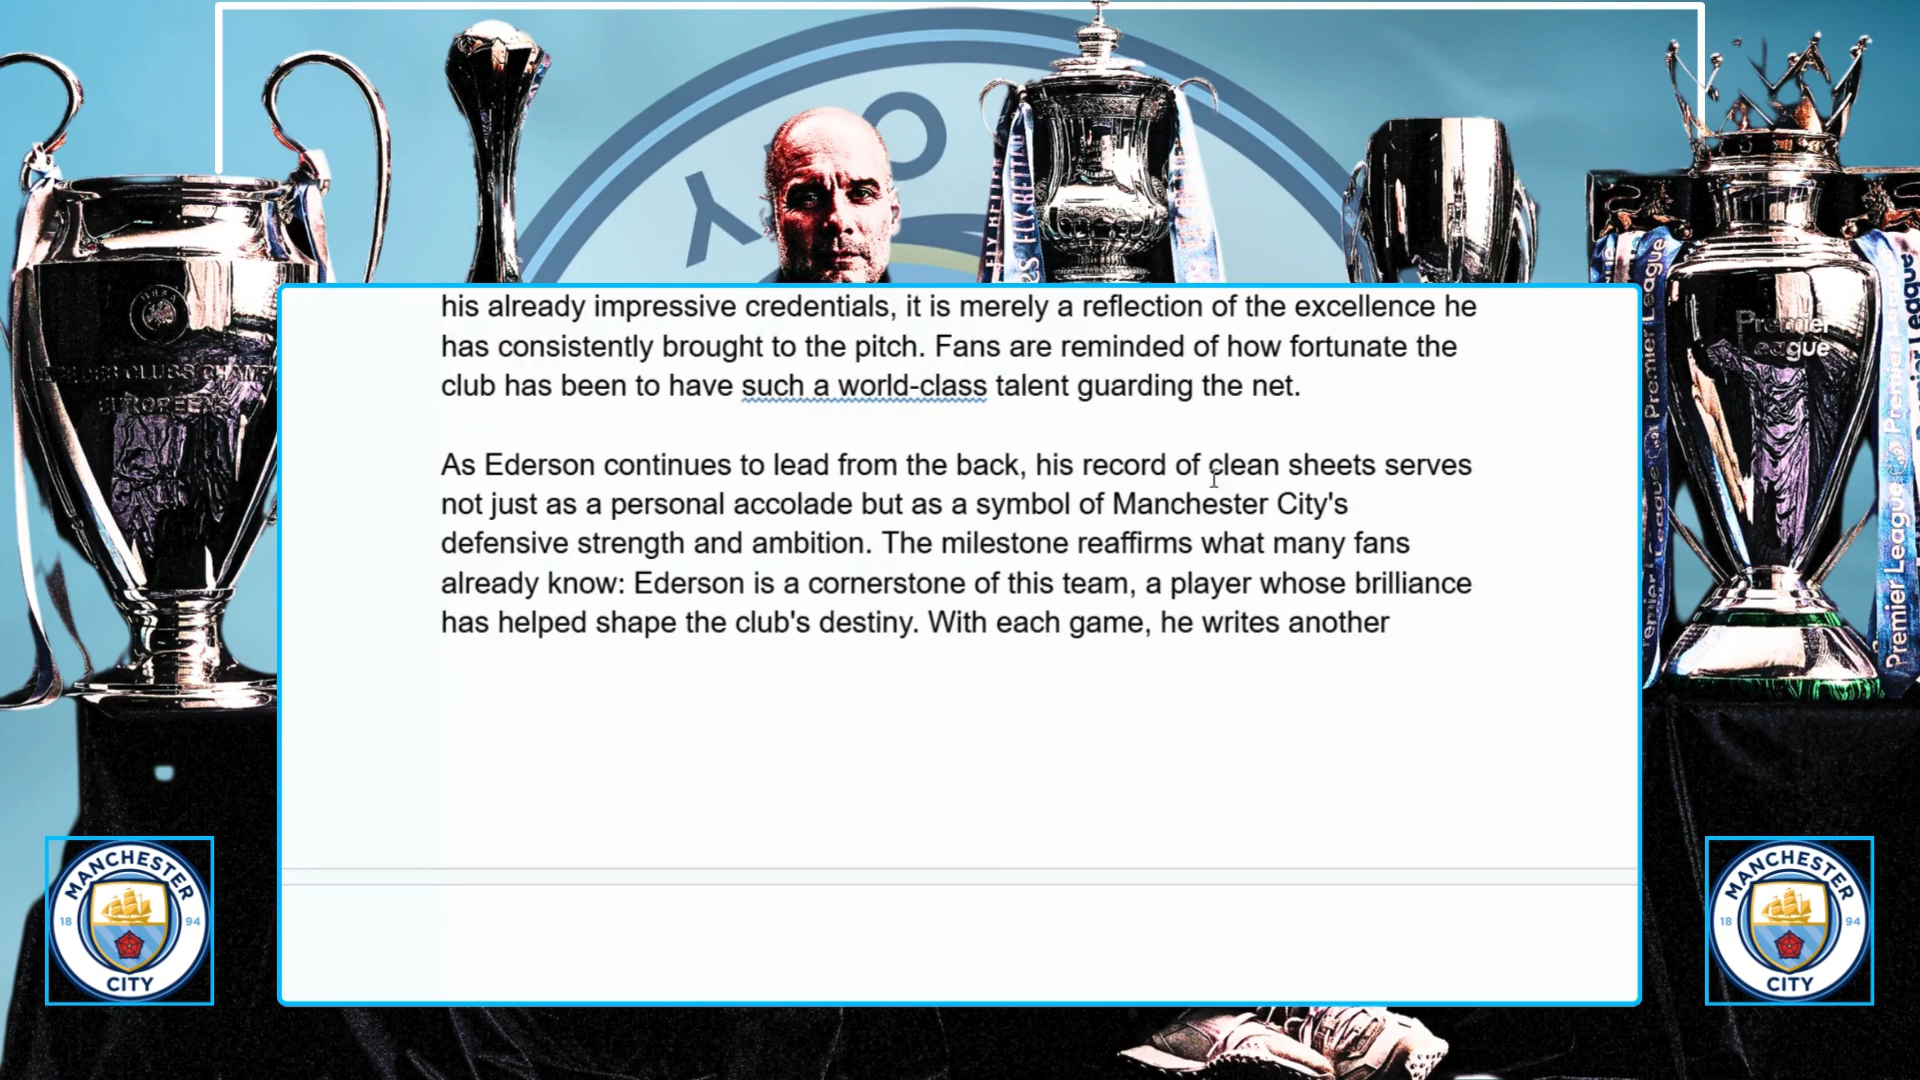 his already impressive credentials, it is merely a reflection of the excellence he
has consistently brought to the pitch. Fans are reminded of how fortunate the
club has been to have such a world-class talent guarding the net.
As Ederson continues to lead from the back, his record of clean sheets serves
not just as a personal accolade but as a symbol of Manchester City's
defensive strength and ambition. The milestone reaffirms what many fans
already know: Ederson is a cornerstone of this team, a player whose brilliance
has helped shape the club's destiny. With each game, he writes another
MANCHESTER
18 94
CITY
MANCHESTER
18 94
CITY
Premier
League
Premier League
Premier League